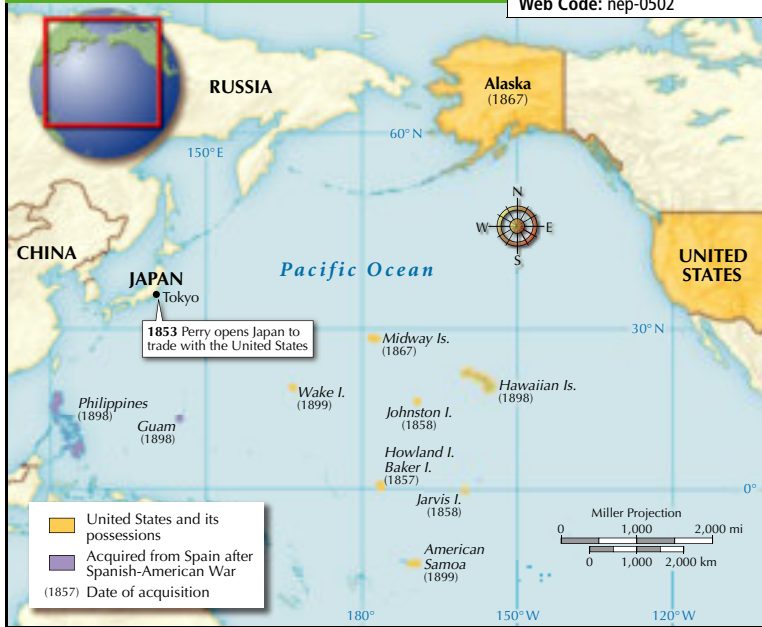 Web Code: nep-0502
RUSSIA
Alaska
(1867)
60°N
150°E
N
W
E
S
CHINA
JAPAN
Tokyo
Pacific Ocean
UNITED
STATES
1853 Perry opens Japan to
trade with the United States
30°N
Midway Is.
(1867)
Wake I.
(1899)
Hawaiian Is.
(1898)
Johnston I.
(1858)
Philippines
(1898)
Guam
(1898)
Howland I.
Baker I.
(1857)
Jarvis I.
(1858)
0°
American
Samoa
(1899)
Miller Projection
0 1,000 2,000 mi
0 1,000 2,000 km
United States and its
possessions
Acquired from Spain after
Spanish-American War
(1857) Date of acquisition
180°
150°W
120°W